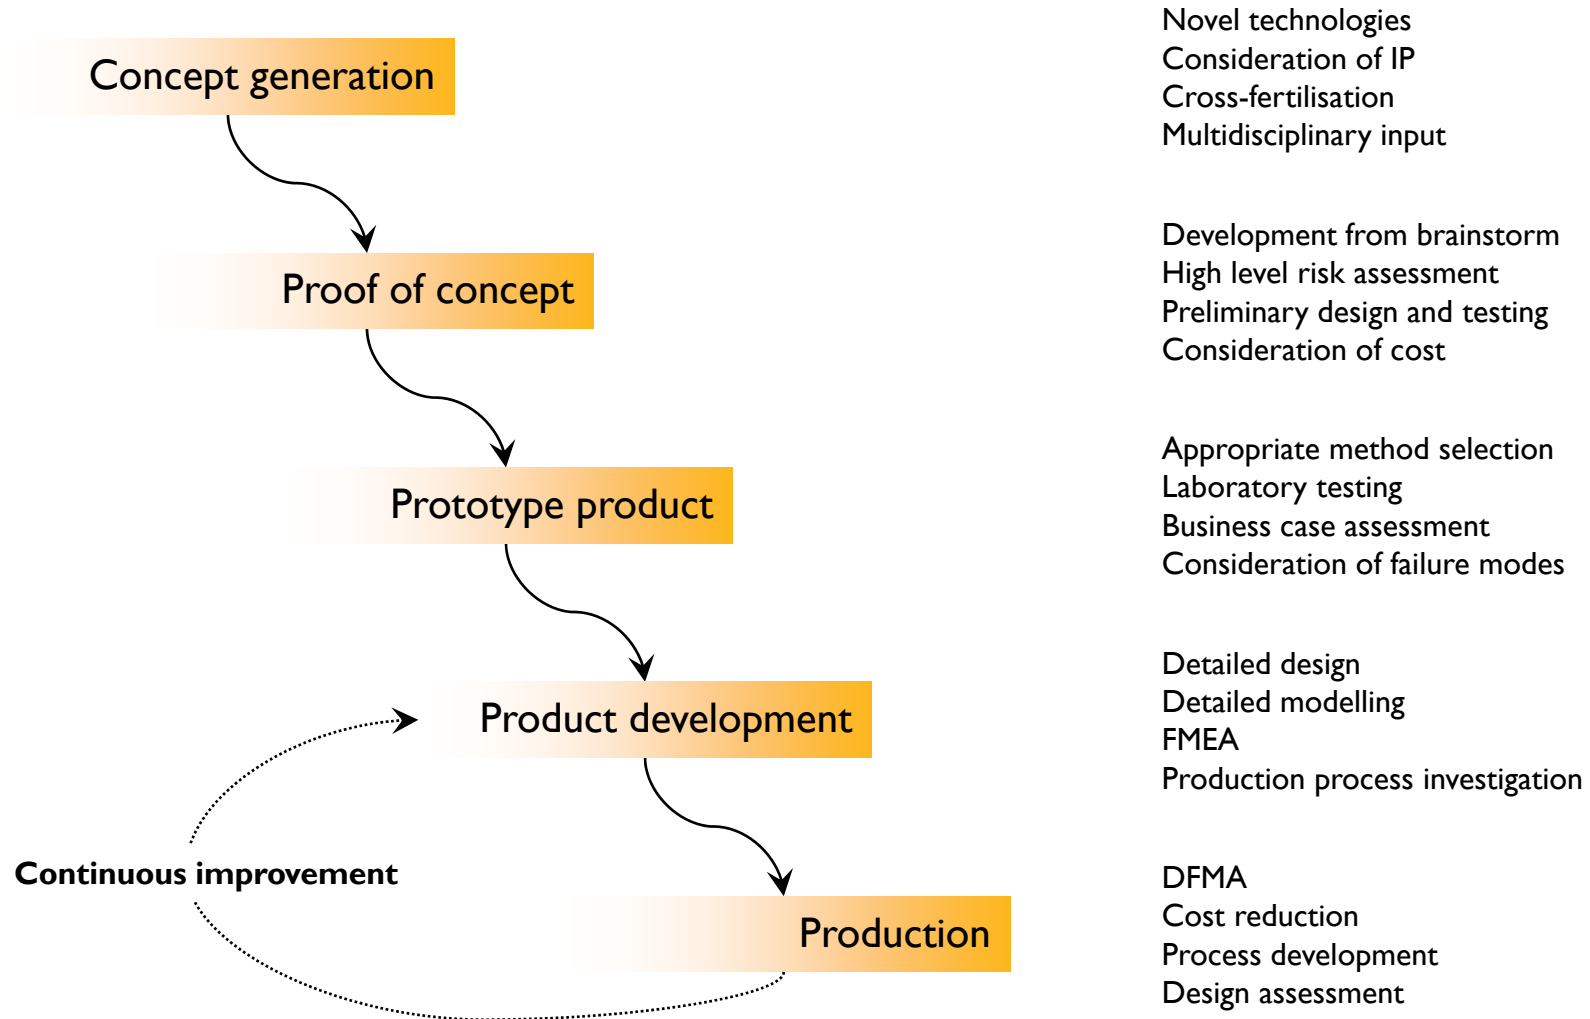 Concept generation
Novel technologies
Consideration of IP
Cross-fertilisation
Multidisciplinary input
Proof of concept
Development from brainstorm
High level risk assessment
Preliminary design and testing
Consideration of cost
Prototype product
Appropriate method selection
Laboratory testing
Business case assessment
Consideration of failure modes
Product development
Detailed design
Detailed modelling
FMEA
Production process investigation
Continuous improvement
Production
DFMA
Cost reduction
Process development
Design assessment